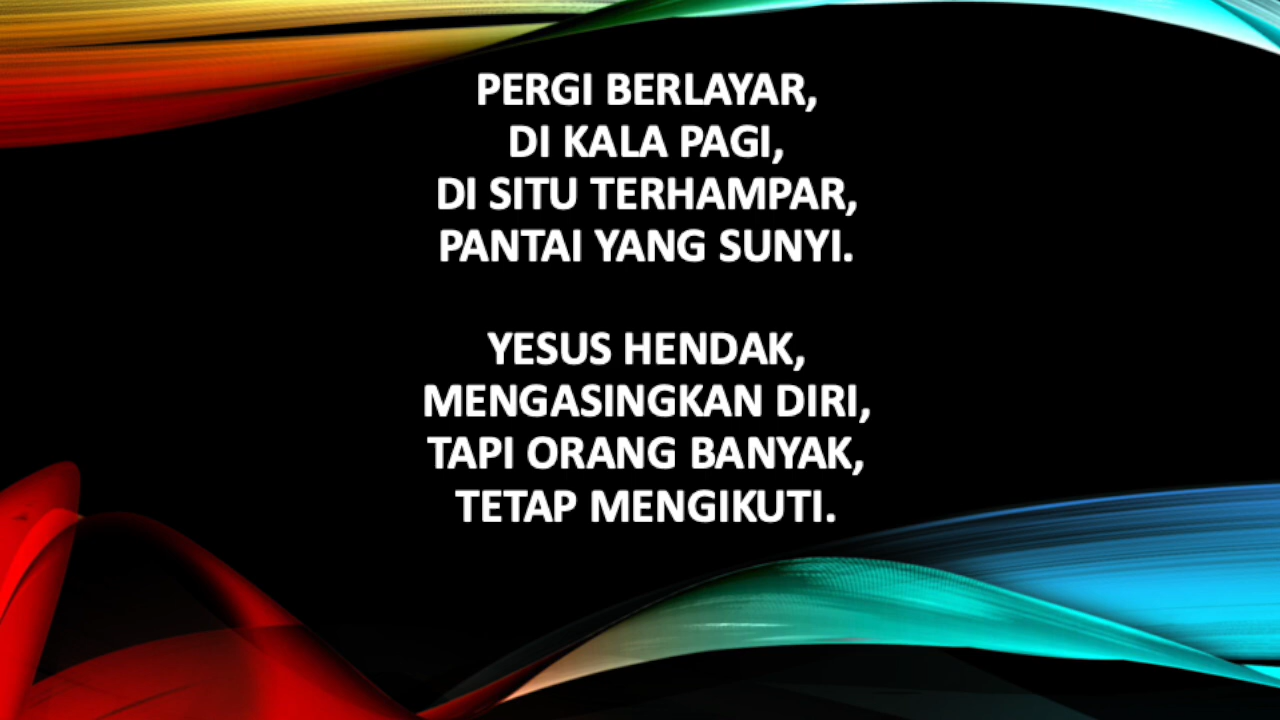 PERGI BERLAYAR,
DI KALA PAGI,
DI SITU TERHAMPAR,
PANTAI YANG SUNYI.
YESUS HENDAK,
MENGASINGKAN DIRI,
TAPI ORANG BANYAK,
TETAP MENGIKUTI.